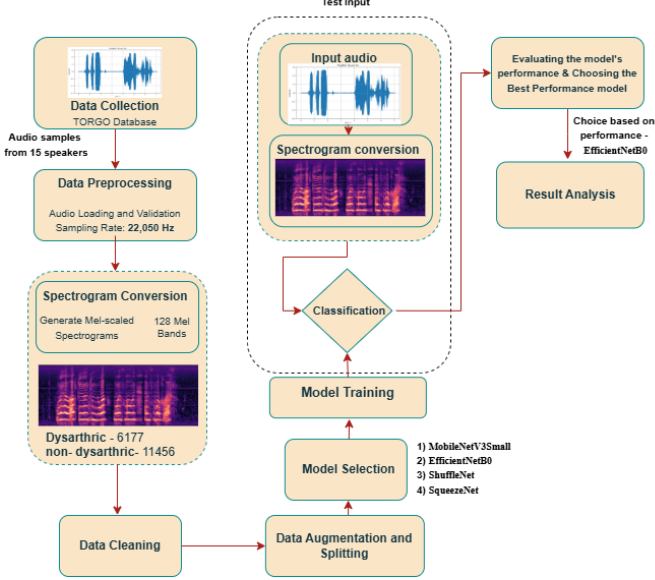 Test Input
Data Collection
TORGO Database
Audio samples
from 15 speakers
Data Preprocessing
Audio Loading and Validation
Sampling Rate: 22,050 Hz
Spectrogram Conversion
Generate Mel-scaled
Spectrograms
128 Mel
Bands
Dysarthric - 6177
non- dysarthric- 11456
Data Cleaning
Data Augmentation and
Splitting
Model Selection
1) MobileNetV3Small
2) EfficientNetB0
3) ShuffleNet
4) SqueezeNet
Model Training
Input audio
Spectrogram conversion
Classification
Evaluating the model's
performance & Choosing the
Best Performance model
Choice based on
performance -
EfficientNetB0
Result Analysis